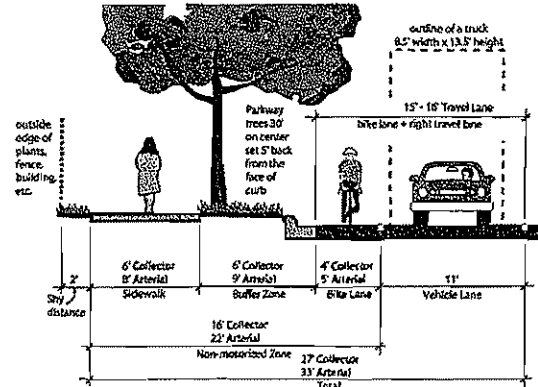 outline of a truck
8.5' width x 13.5' height
15' - 16' Travel Lane
bike lane + right travel lane
Parkway
trees 30'
on center
set 5' back
from the
face of
curb
outside
edge of
plants,
fence,
building,
etc.
2'
Shy
distance
6' Collector
8' Arterial
Sidewalk
6' Collector
9' Arterial
Buffer Zone
4' Collector
5' Arterial
Bike Lane
11'
Vehicle Lane
16' Collector
22' Arterial
Non-motorized Zone
27' Collector
33' Arterial
Total